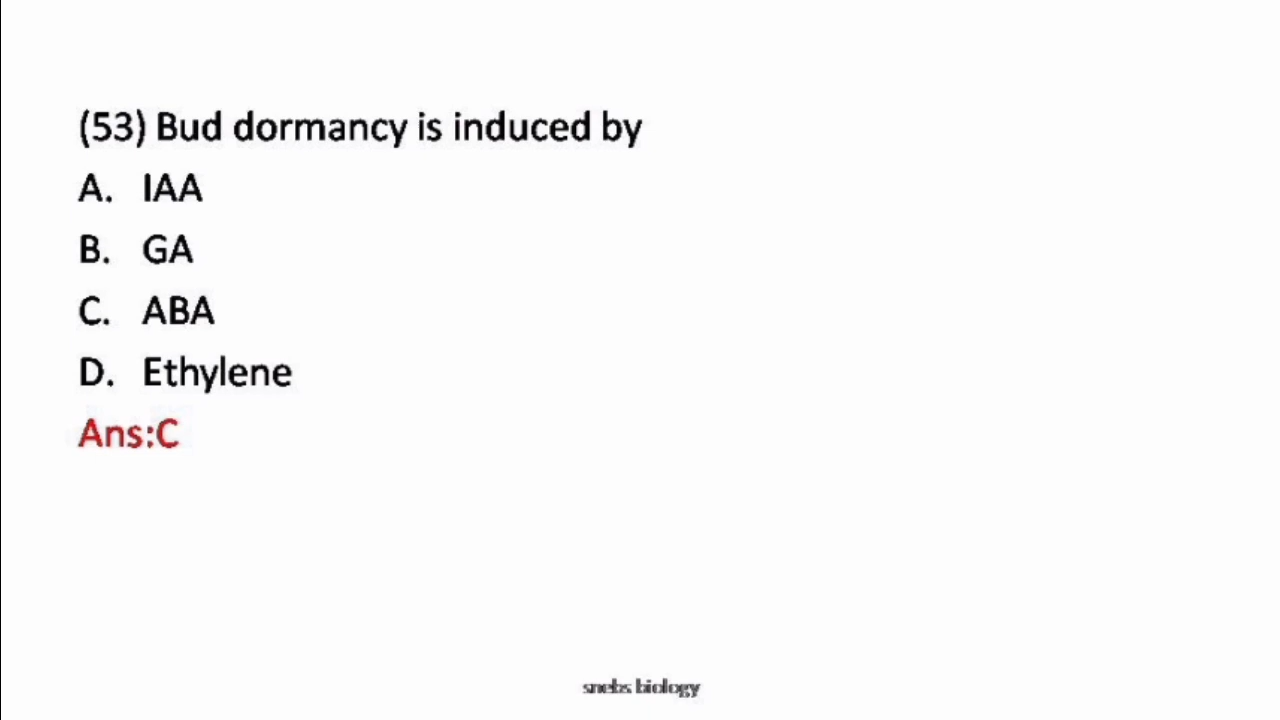 (53) Bud dormancy is induced by
A. IAA
B. GA
C. ABA
D. Ethylene
Ans:C
snebs biology